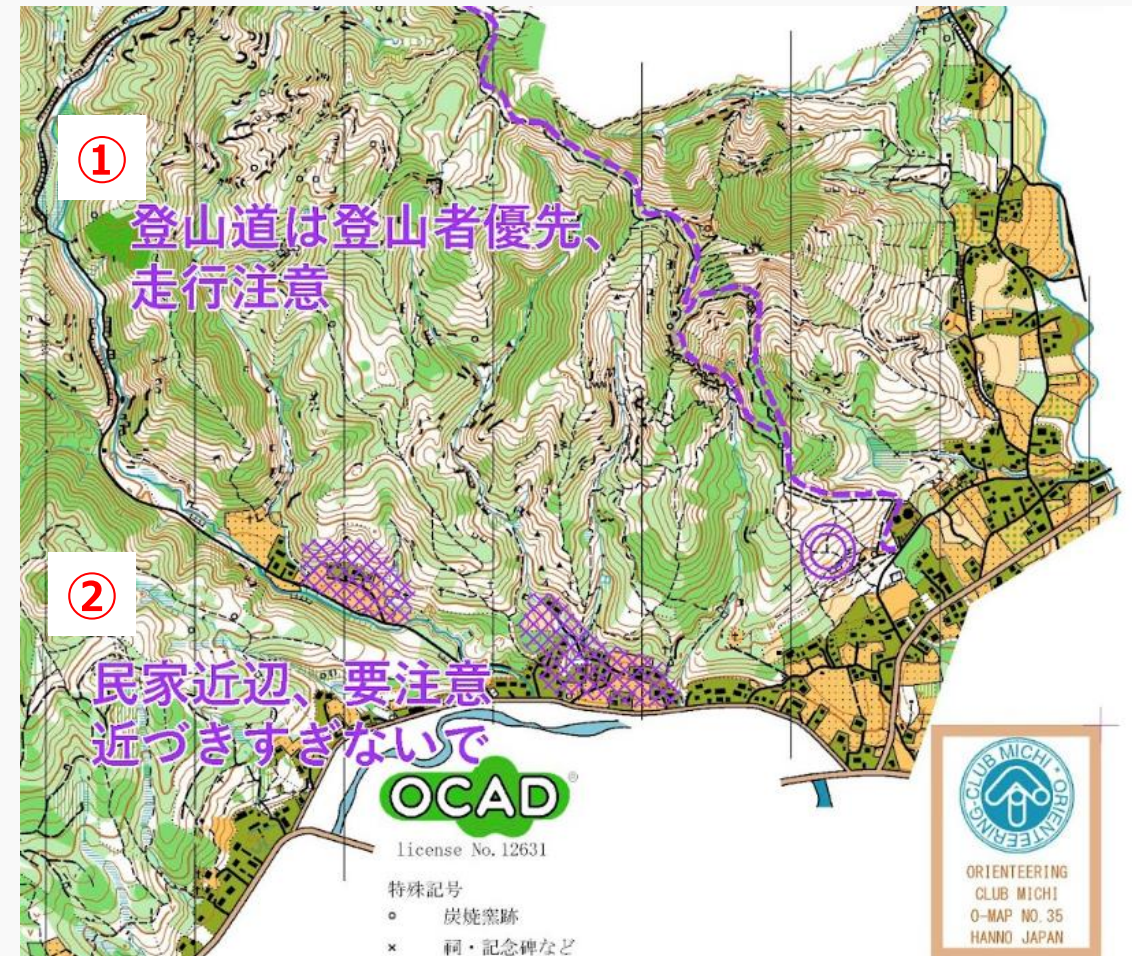 ①
登山道は登山者優先、
走行注意
②
民家近辺、要注意
近づきすぎないで
OCAD®
license No.12631
特殊記号
○ 炭焼窯跡
× 祠・記念碑など
CLUB MICHI・ORIENTEERING・
ORIENTEERING
CLUB MICHI
O-MAP NO.35
HANNO JAPAN